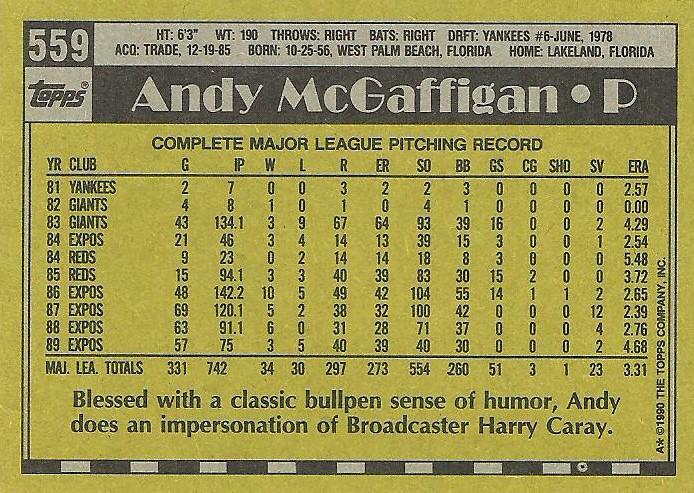 559
HT: 6'3" WT: 190 THROWS: RIGHT BATS: RIGHT DRFT: YANKEES #6-JUNE, 1978
ACQ: TRADE, 12-19-85 BORN: 10-25-56, WEST PALM BEACH, FLORIDA HOME: LAKELAND, FLORIDA
Topps®
Andy McGaffigan • P
COMPLETE MAJOR LEAGUE PITCHING RECORD
YR CLUB G IP W L R ER SO BB GS CG SHO SV ERA
81 YANKEES 2 7 0 0 3 2 2 3 0 0 0 0 2.57
82 GIANTS 4 8 1 0 1 0 4 1 0 0 0 0 0.00
83 GIANTS 43 134.1 3 9 67 64 93 39 16 0 0 2 4.29
84 EXPOS 21 46 3 4 14 13 39 15 3 0 0 1 2.54
84 REDS 9 23 0 2 14 14 18 8 3 0 0 0 5.48
85 REDS 15 94.1 3 3 40 39 83 30 15 2 0 0 3.72
86 EXPOS 48 142.2 10 5 49 42 104 55 14 1 1 2 2.65
87 EXPOS 69 120.1 5 2 38 32 100 42 0 0 0 12 2.39
88 EXPOS 63 91.1 6 0 31 28 71 37 0 0 0 4 2.76
89 EXPOS 57 75 3 5 40 39 40 30 0 0 0 2 4.68
MAJ. LEA. TOTALS 331 742 34 30 297 273 554 260 51 3 1 23 3.31
Blessed with a classic bullpen sense of humor, Andy
does an impersonation of Broadcaster Harry Caray.
A* ©1990 THE TOPPS COMPANY, INC.